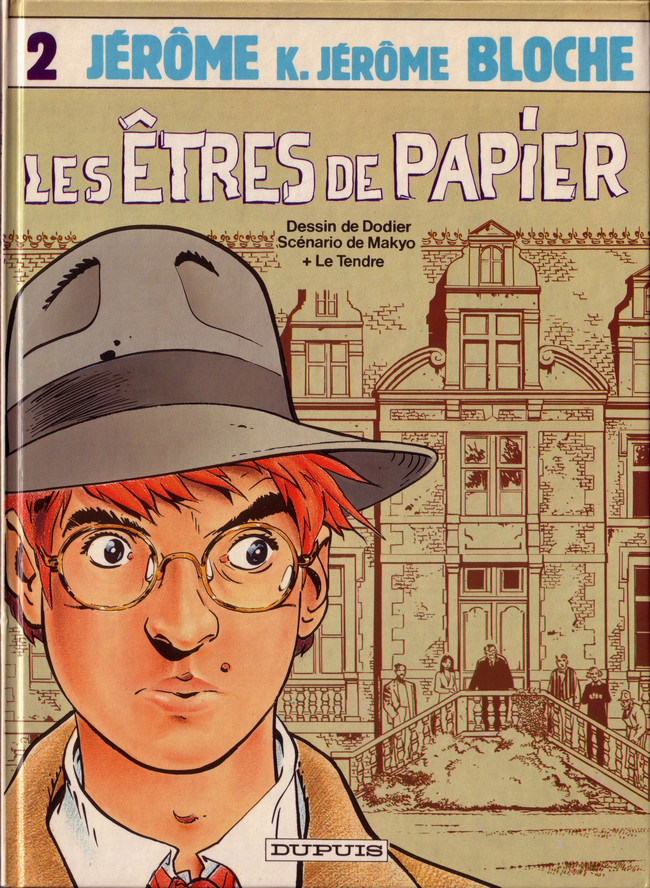 2 JÉRÔME K. JÉRÔME BLOCHE
LES ÊTRES DE PAPIER
Dessin de Dodier
Scénario de Makyo
+ Le Tendre
DUPUIS